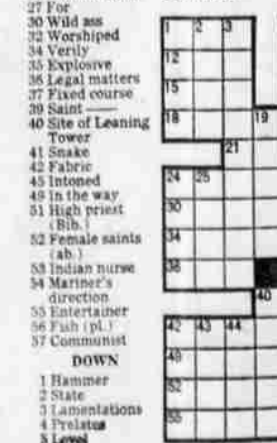 27 For
30 Wild ass
32 Worshiped
34 Verily
35 Explosive
36 Legal matters
37 Fixed course
39 Saint ——
40 Site of Leaning
Tower
41 Snake
42 Fabric
45 Intoned
49 In the way
51 High priest
(Bib.)
52 Female saints
(ab.)
53 Indian nurse
54 Mariner's
direction
55 Entertainer
56 Fish (pl.)
57 Communist
DOWN
1 Hammer
2 State
3 Lamentations
4 Prelates
5 Level
1 2 3
12
15
18 19
21
24 25
30
34
36
40
42 43 44
49
52
55